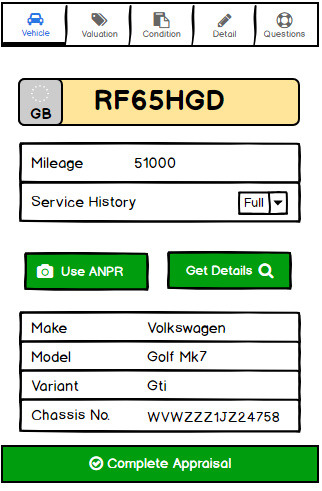 Vehicle Valuation Condition Detail Questions
GB RF65HGD
Mileage 51000
Service History Full
Use ANPR Get Details
Make Volkswagen
Model Golf Mk7
Variant Gti
Chassis No. WVWZZZ1JZ24758
Complete Appraisal